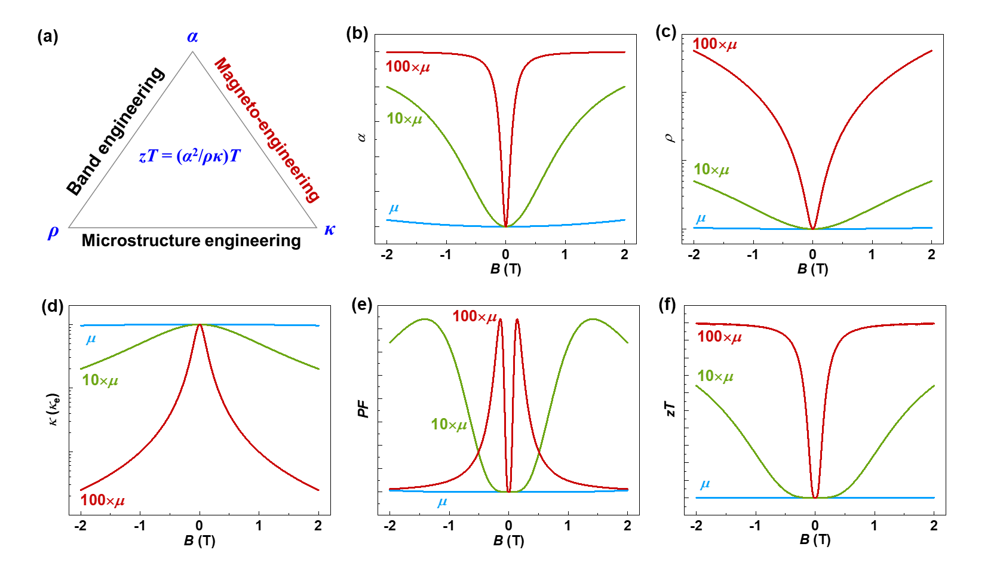 (a)
α
Band engineering
Magneto-engineering
zT = (α²/ρκ)T
ρ
κ
Microstructure engineering
(b)
α
100×μ
10×μ
μ
-2 -1 0 1 2
B (T)
(c)
ρ
100×μ
10×μ
μ
-2 -1 0 1 2
B (T)
(d)
κ (κe)
μ
10×μ
100×μ
-2 -1 0 1 2
B (T)
(e)
PF
100×μ
10×μ
μ
-2 -1 0 1 2
B (T)
(f)
zT
100×μ
10×μ
μ
-2 -1 0 1 2
B (T)